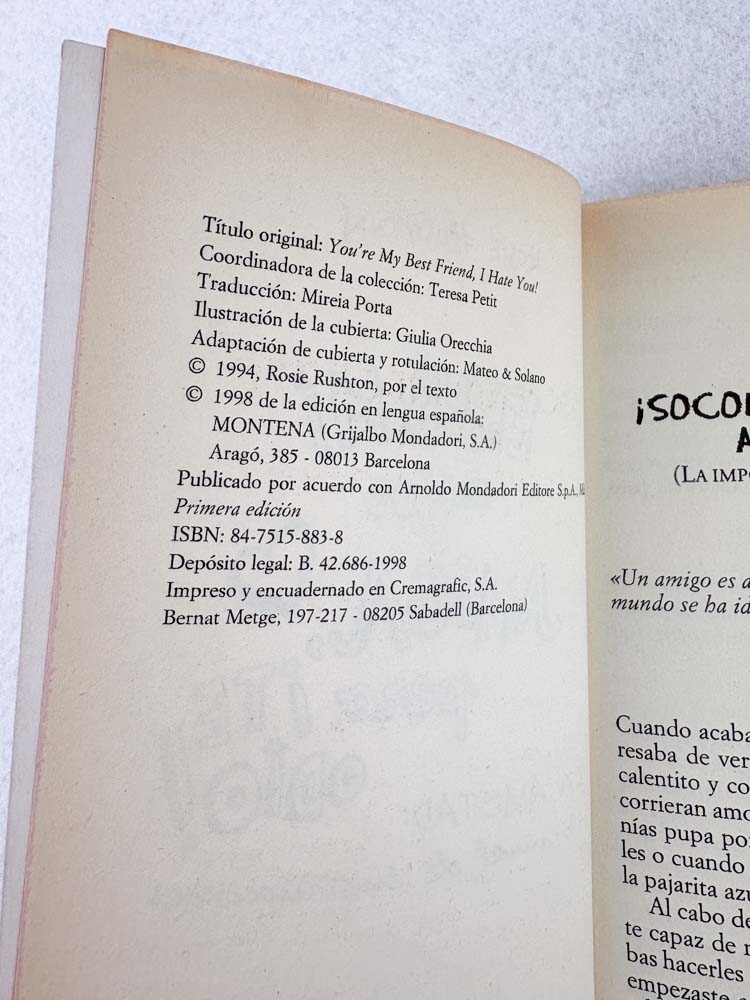 Título original: You're My Best Friend, I Hate You!
Coordinadora de la colección: Teresa Petit
Traducción: Mireia Porta
Ilustración de la cubierta: Giulia Orecchia
Adaptación de cubierta y rotulación: Mateo & Solano
© 1994, Rosie Rushton, por el texto
© 1998 de la edición en lengua española:
MONTENA (Grijalbo Mondadori, S.A.)
Aragó, 385 - 08013 Barcelona
Publicado por acuerdo con Arnoldo Mondadori Editore S.p.A.,
Primera edición
ISBN: 84-7515-883-8
Depósito legal: B. 42.686-1998
Impreso y encuadernado en Cremagrafic, S.A.
Bernat Metge, 197-217 - 08205 Sabadell (Barcelona)
¡SOCO
A
(LA IMPO
«Un amigo es a
mundo se ha id
Cuando acaba
resaba de ver
calentito y co
corrieran amo
nías pupa po
les o cuando
la pajarita azu
Al cabo de
te capaz de r
bas hacerles
empezaste